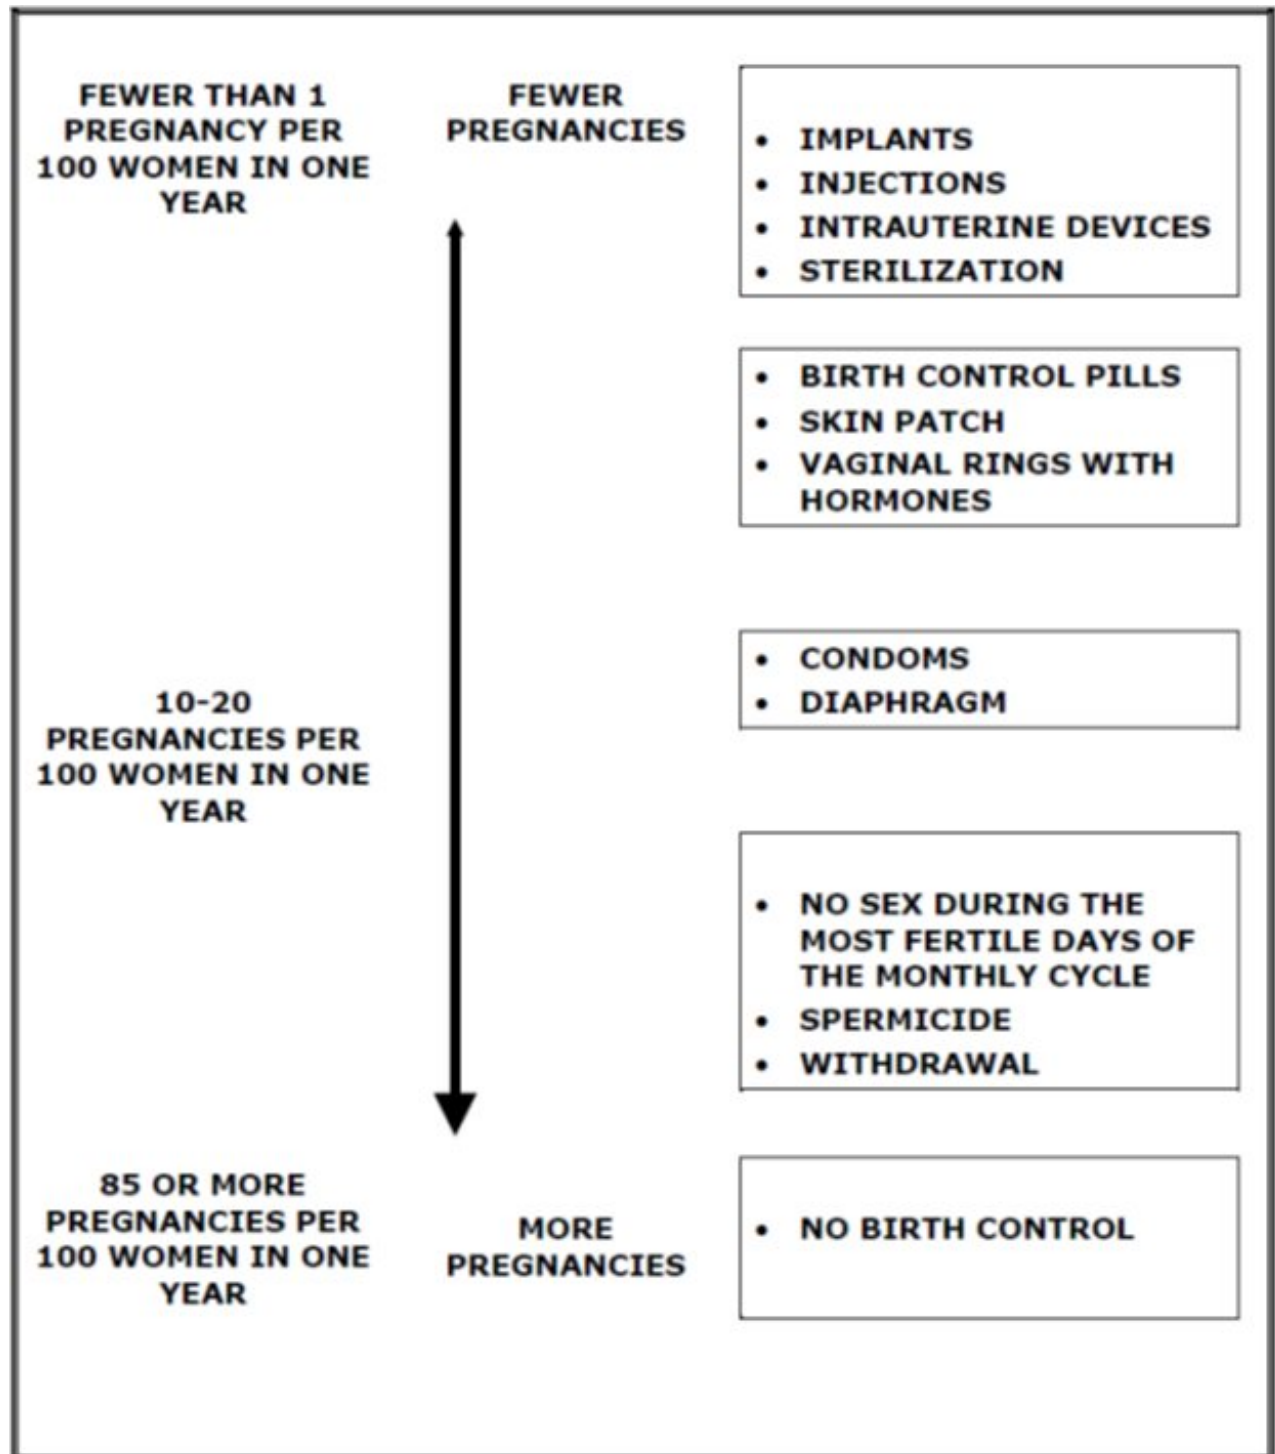 FEWER THAN 1
PREGNANCY PER
100 WOMEN IN ONE
YEAR
FEWER
PREGNANCIES
• IMPLANTS
• INJECTIONS
• INTRAUTERINE DEVICES
• STERILIZATION
• BIRTH CONTROL PILLS
• SKIN PATCH
• VAGINAL RINGS WITH
HORMONES
10-20
PREGNANCIES PER
100 WOMEN IN ONE
YEAR
• CONDOMS
• DIAPHRAGM
• NO SEX DURING THE
MOST FERTILE DAYS OF
THE MONTHLY CYCLE
• SPERMICIDE
• WITHDRAWAL
85 OR MORE
PREGNANCIES PER
100 WOMEN IN ONE
YEAR
MORE
PREGNANCIES
• NO BIRTH CONTROL